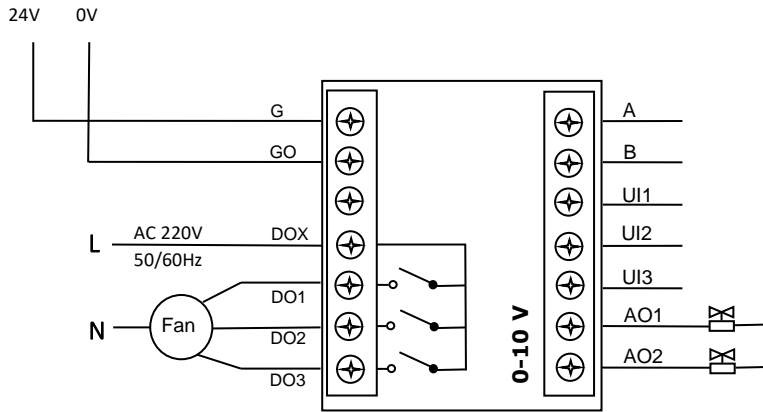 24V 0V
G
GO
L AC 220V DOX
50/60Hz
DO1
N Fan DO2
DO3
0-10 V
A
B
UI1
UI2
UI3
AO1
AO2